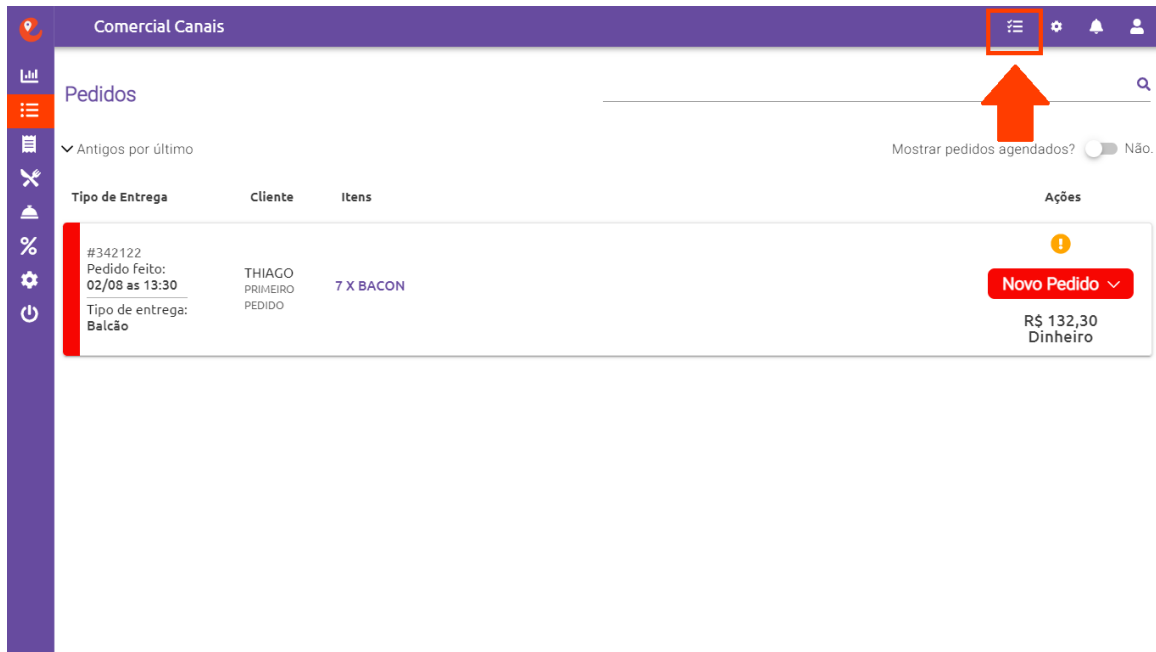 Comercial Canais
Pedidos
Antigos por último
Mostrar pedidos agendados? Não.
Tipo de Entrega Cliente Itens Ações
#342122
Pedido feito:
02/08 as 13:30
Tipo de entrega:
Balcão
THIAGO
PRIMEIRO
PEDIDO
7 X BACON
Novo Pedido
R$ 132,30
Dinheiro